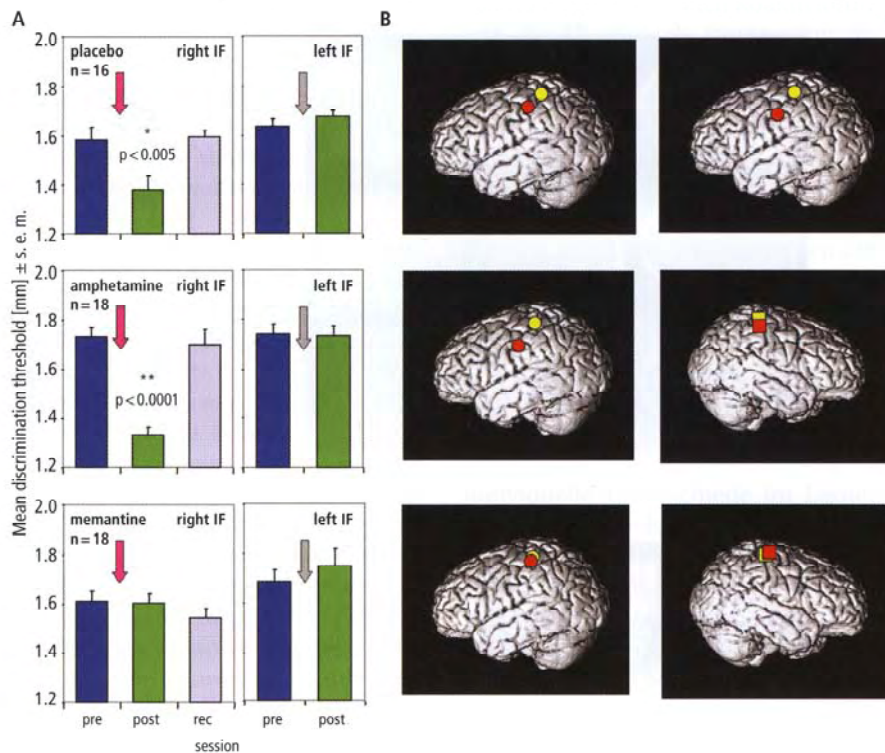 A
B
Mean discrimination threshold [mm] ± s. e. m.
2.0
1.8
1.6
1.4
1.2
placebo
n = 16
right IF
*
p < 0.005
left IF
2.0
1.8
1.6
1.4
1.2
amphetamine
n = 18
right IF
**
p < 0.0001
left IF
2.0
1.8
1.6
1.4
1.2
memantine
n = 18
right IF
left IF
pre
post
rec
pre
post
session